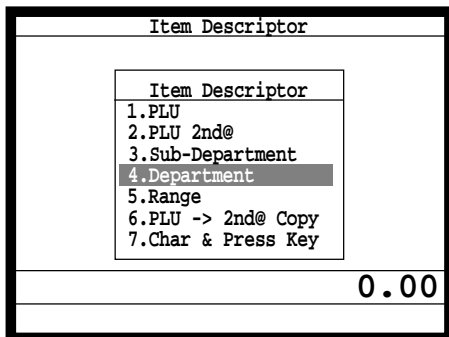 Item Descriptor
Item Descriptor
1.PLU
2.PLU 2nd@
3.Sub-Department
4.Department
5.Range
6.PLU -> 2nd@ Copy
7.Char & Press Key
0.00